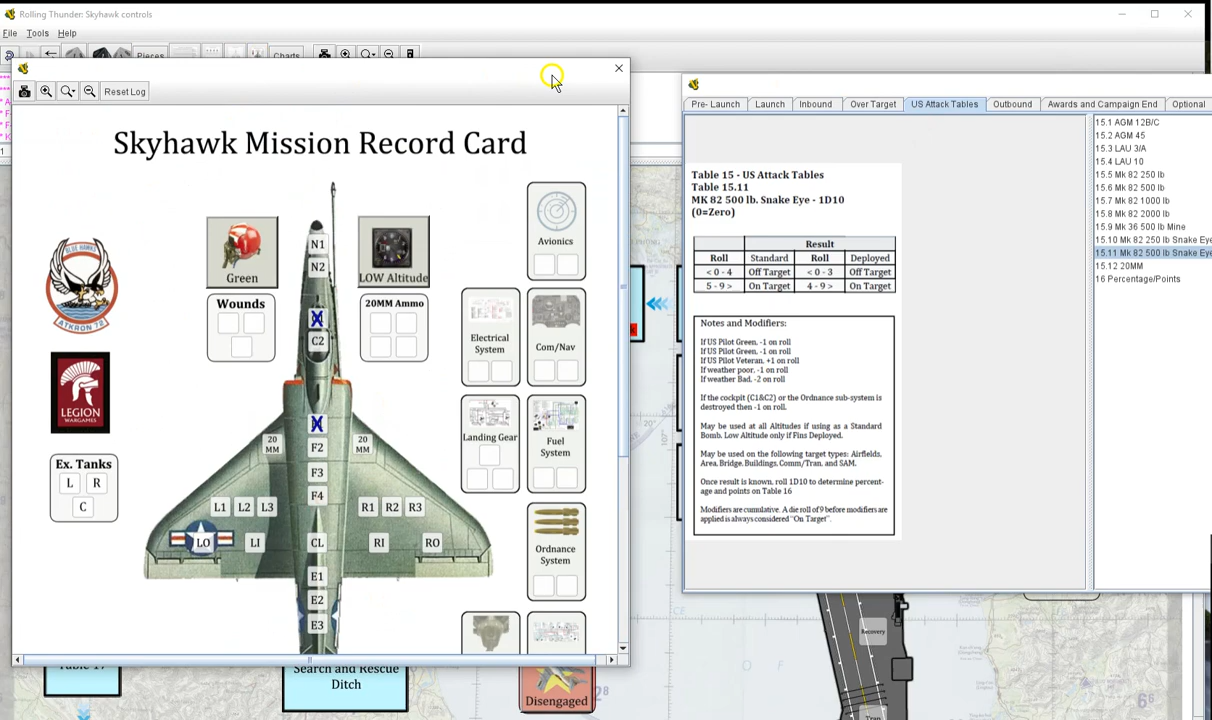 Rolling Thunder: Skyhawk controls
File Tools Help
Pieces Charts
Reset Log
Skyhawk Mission Record Card
BLUE HAWKS
ATKRON 72
LEGION
WARGAMES
Ex. Tanks
L R
C
Green
LOW Altitude
Wounds
20MM Ammo
N1
N2
C2
F2
F3
F4
20
MM
20
MM
L1 L2 L3
R1 R2 R3
LO LI CL RI RO
E1
E2
E3
Avionics
Electrical
System
Com/Nav
Landing Gear
Fuel
System
Ordnance
System
Search and Rescue
Ditch
Disengaged
Recovery
Pre- Launch Launch Inbound Over Target US Attack Tables Outbound Awards and Campaign End Optional
Table 15 - US Attack Tables
Table 15.11
MK 82 500 lb. Snake Eye - 1D10
(0=Zero)
Result
Roll Standard Roll Deployed
< 0 - 4 Off Target < 0 - 3 Off Target
5 - 9 > On Target 4 - 9 > On Target
Notes and Modifiers:
If US Pilot Green, -1 on roll
If US Pilot Green, -1 on roll
If US Pilot Veteran, +1 on roll
If weather poor, -1 on roll
If weather Bad, -2 on roll
If the cockpit (C1&C2) or the Ordnance sub-system is
destroyed then -1 on roll.
May be used at all Altitudes if using as a Standard
Bomb. Low Altitude only if Fins Deployed.
May be used on the following target types: Airfields,
Area, Bridge, Buildings, Comm/Tran. and SAM.
Once result is known, roll 1D10 to determine percent-
age and points on Table 16
Modifiers are cumulative. A die roll of 9 before modifiers are
applied is always considered "On Target".
15.1 AGM 12B/C
15.2 AGM 45
15.3 LAU 3/A
15.4 LAU 10
15.5 Mk 82 250 lb
15.6 Mk 82 500 lb
15.7 Mk 82 1000 lb
15.8 Mk 82 2000 lb
15.9 Mk 36 500 lb Mine
15.10 Mk 82 250 lb Snake Eye
15.11 Mk 82 500 lb Snake Eye
15.12 20MM
16 Percentage/Points